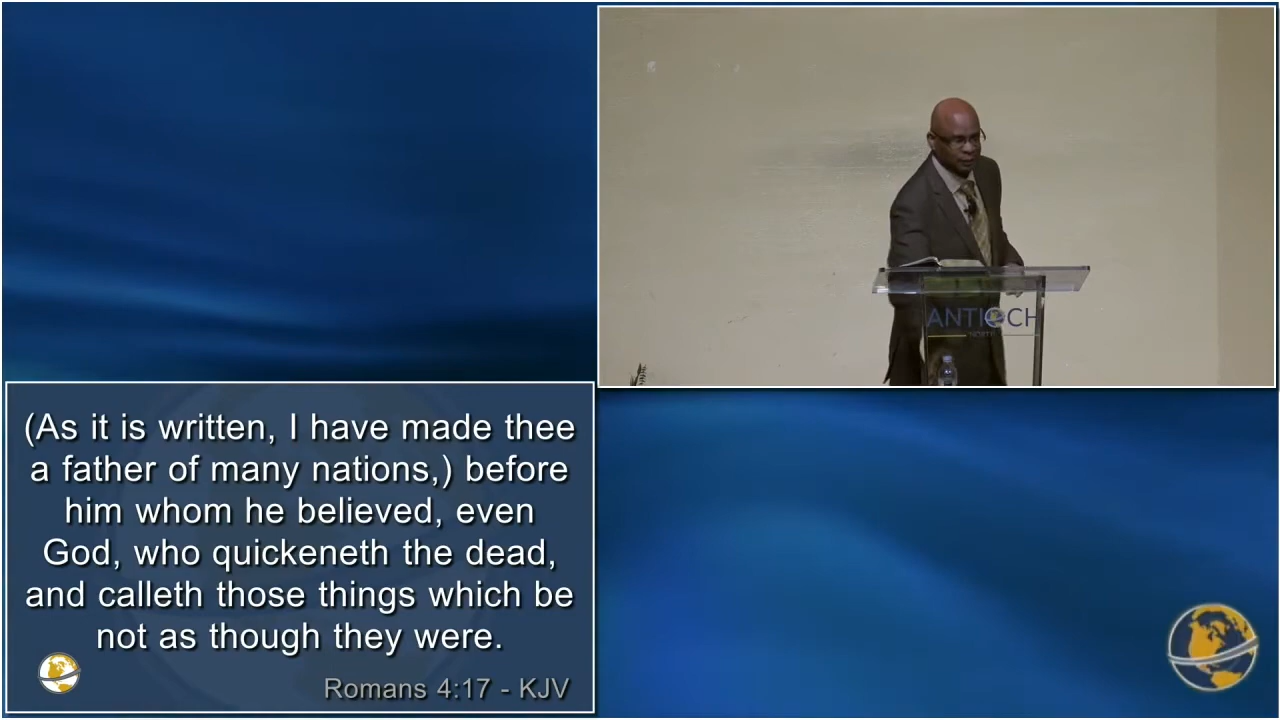 (As it is written, I have made thee
a father of many nations,) before
him whom he believed, even
God, who quickeneth the dead,
and calleth those things which be
not as though they were.
Romans 4:17 - KJV
ANTIOCH
NORTH